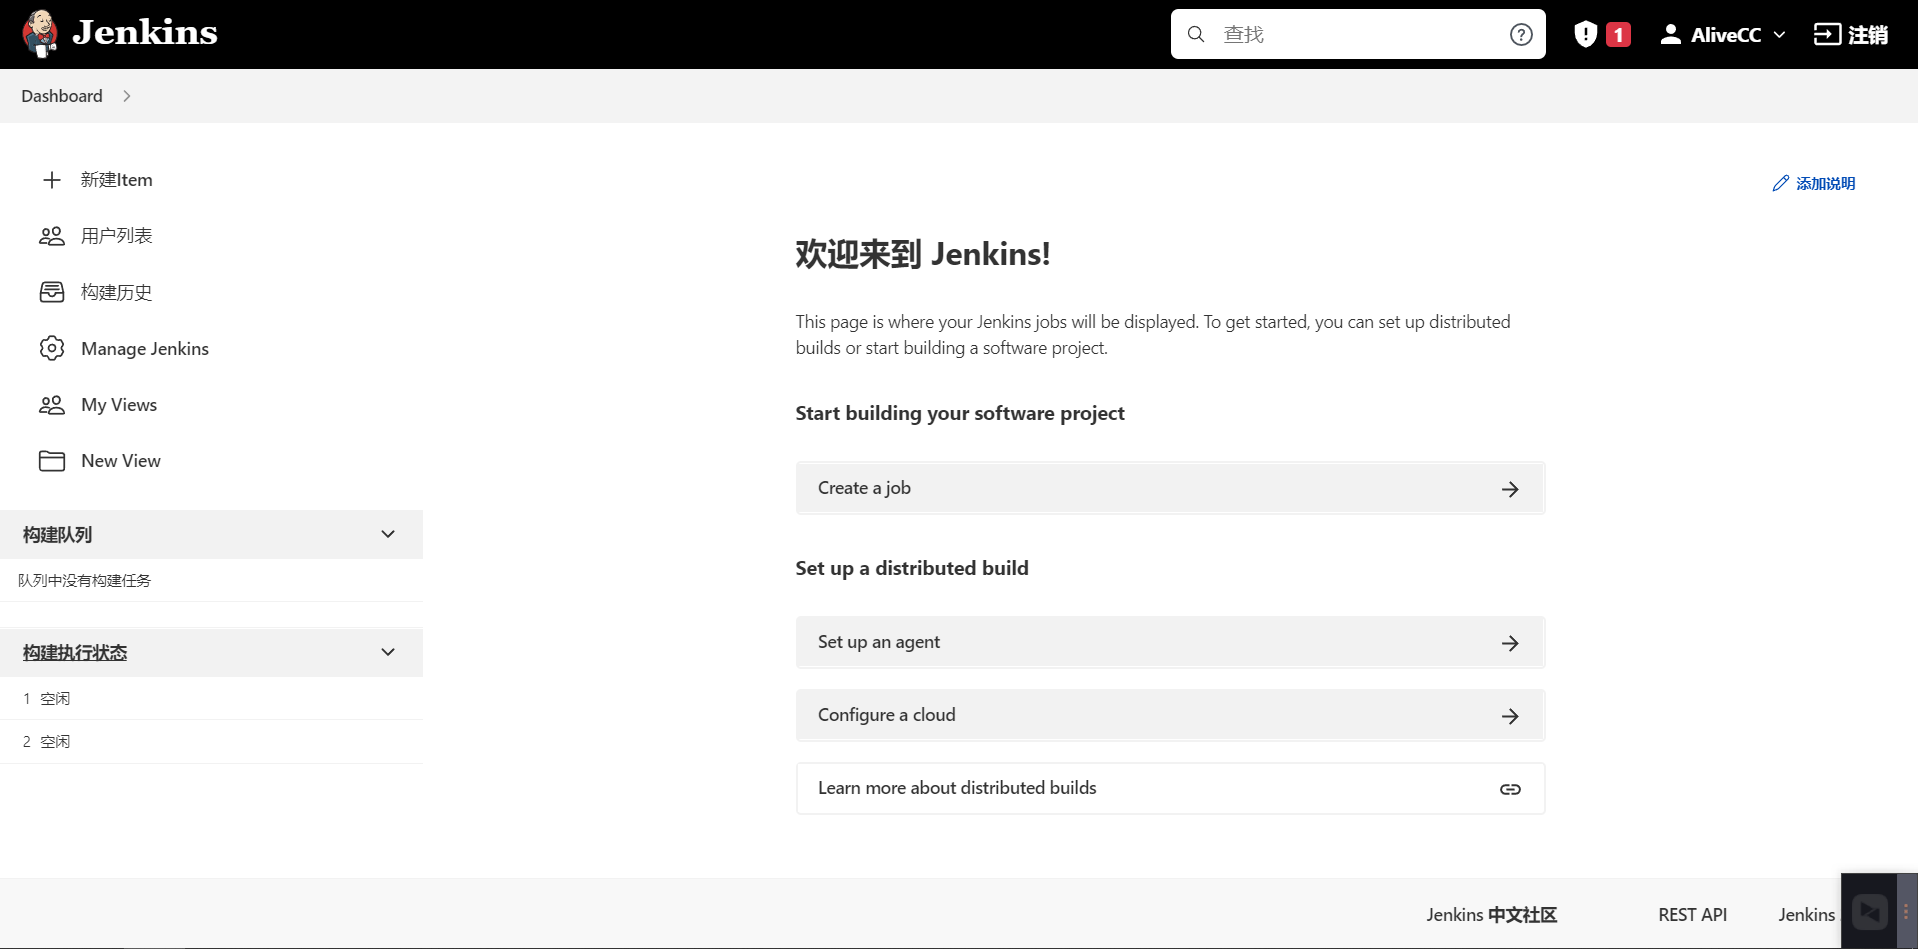 Jenkins
查找
1
AliveCC
注销
Dashboard
新建Item
用户列表
构建历史
Manage Jenkins
My Views
New View
构建队列
队列中没有构建任务
构建执行状态
1 空闲
2 空闲
添加说明
欢迎来到 Jenkins!
This page is where your Jenkins jobs will be displayed. To get started, you can set up distributed
builds or start building a software project.
Start building your software project
Create a job
Set up a distributed build
Set up an agent
Configure a cloud
Learn more about distributed builds
Jenkins 中文社区
REST API
Jenkins